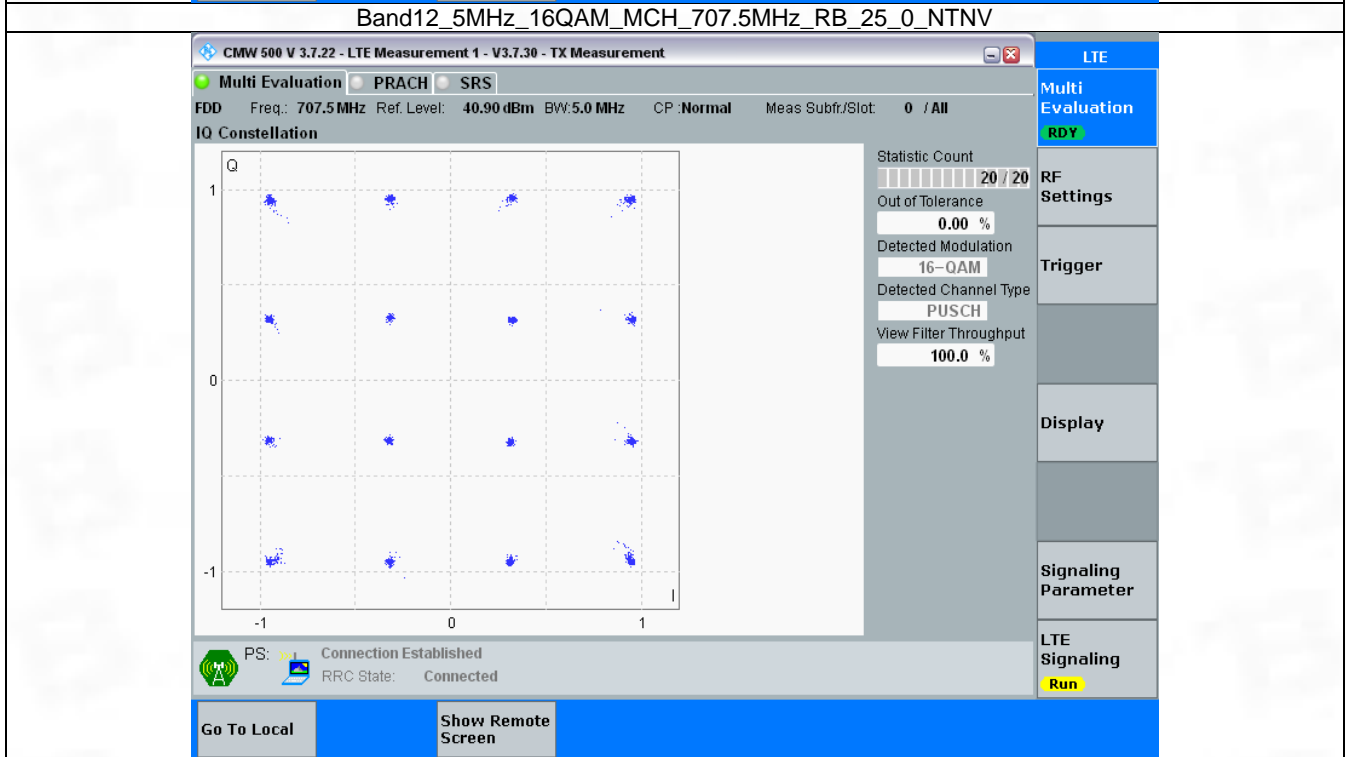 Band12_5MHz_16QAM_MCH_707.5MHz_RB_25_0_NTNV
CMW 500 V 3.7.22 - LTE Measurement 1 - V3.7.30 - TX Measurement
LTE
Multi Evaluation PRACH SRS
Multi
Evaluation
RDY
FDD Freq.: 707.5 MHz Ref. Level: 40.90 dBm BW:5.0 MHz CP :Normal Meas Subfr./Slot: 0 / All
IQ Constellation
Q
1
0
-1
-1 0 1
I
Statistic Count
20 / 20
Out of Tolerance
0.00 %
Detected Modulation
16-QAM
Detected Channel Type
PUSCH
View Filter Throughput
100.0 %
RF
Settings
Trigger
Display
Signaling
Parameter
LTE
Signaling
Run
PS: Connection Established
RRC State: Connected
Go To Local
Show Remote
Screen